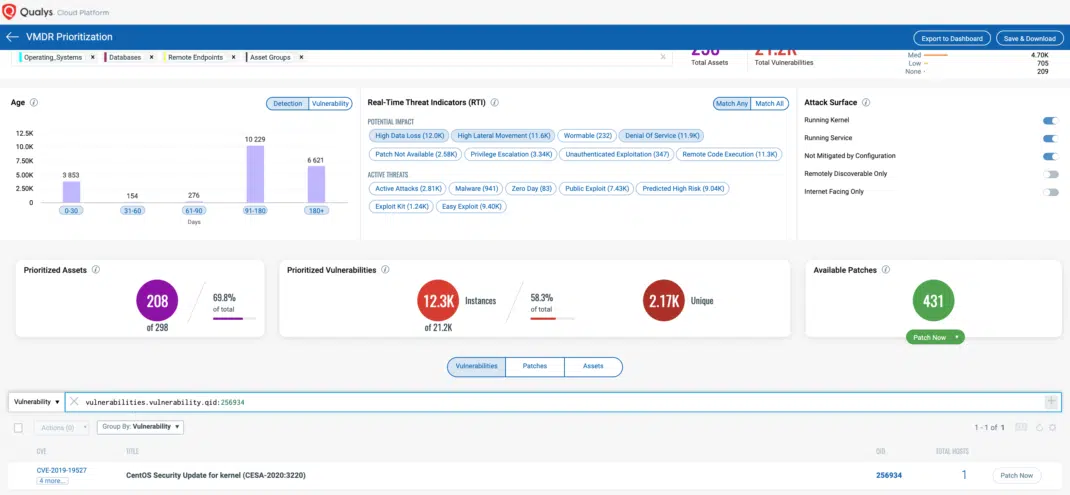 Qualys. Cloud Platform
VMDR Prioritization
Export to Dashboard
Save & Download
Operating_Systems × Databases × Remote Endpoints × Asset Groups ×
Total Assets
21.2K
Total Vulnerabilities
Med 4.70K
Low 705
None 209
Age
Detection Vulnerability
12.5K
10.00K
7.50K
5.00K
2.50K
0
3 853
154
276
10 229
6 621
0-30 31-60 61-90 91-180 180+
Days
Real-Time Threat Indicators (RTI)
Match Any Match All
POTENTIAL IMPACT
High Data Loss (12.0K) High Lateral Movement (11.6K) Wormable (232) Denial Of Service (11.9K)
Patch Not Available (2.58K) Privilege Escalation (3.34K) Unauthenticated Exploitation (347) Remote Code Execution (11.3K)
ACTIVE THREATS
Active Attacks (2.81K) Malware (941) Zero Day (83) Public Exploit (7.43K) Predicted High Risk (9.04K)
Exploit Kit (1.24K) Easy Exploit (9.40K)
Attack Surface
Running Kernel
Running Service
Not Mitigated by Configuration
Remotely Discoverable Only
Internet Facing Only
Prioritized Assets
208
of 298
69.8%
of total
Prioritized Vulnerabilities
12.3K
Instances
of 21.2K
58.3%
of total
2.17K
Unique
Available Patches
431
Patch Now
Vulnerabilities Patches Assets
Vulnerability
vulnerabilities.vulnerability.qid:256934
Actions (0)
Group By: Vulnerability
1 - 1 of 1
CVE TITLE QID TOTAL HOSTS
CVE-2019-19527
4 more...
CentOS Security Update for kernel (CESA-2020:3220)
256934
1
Patch Now